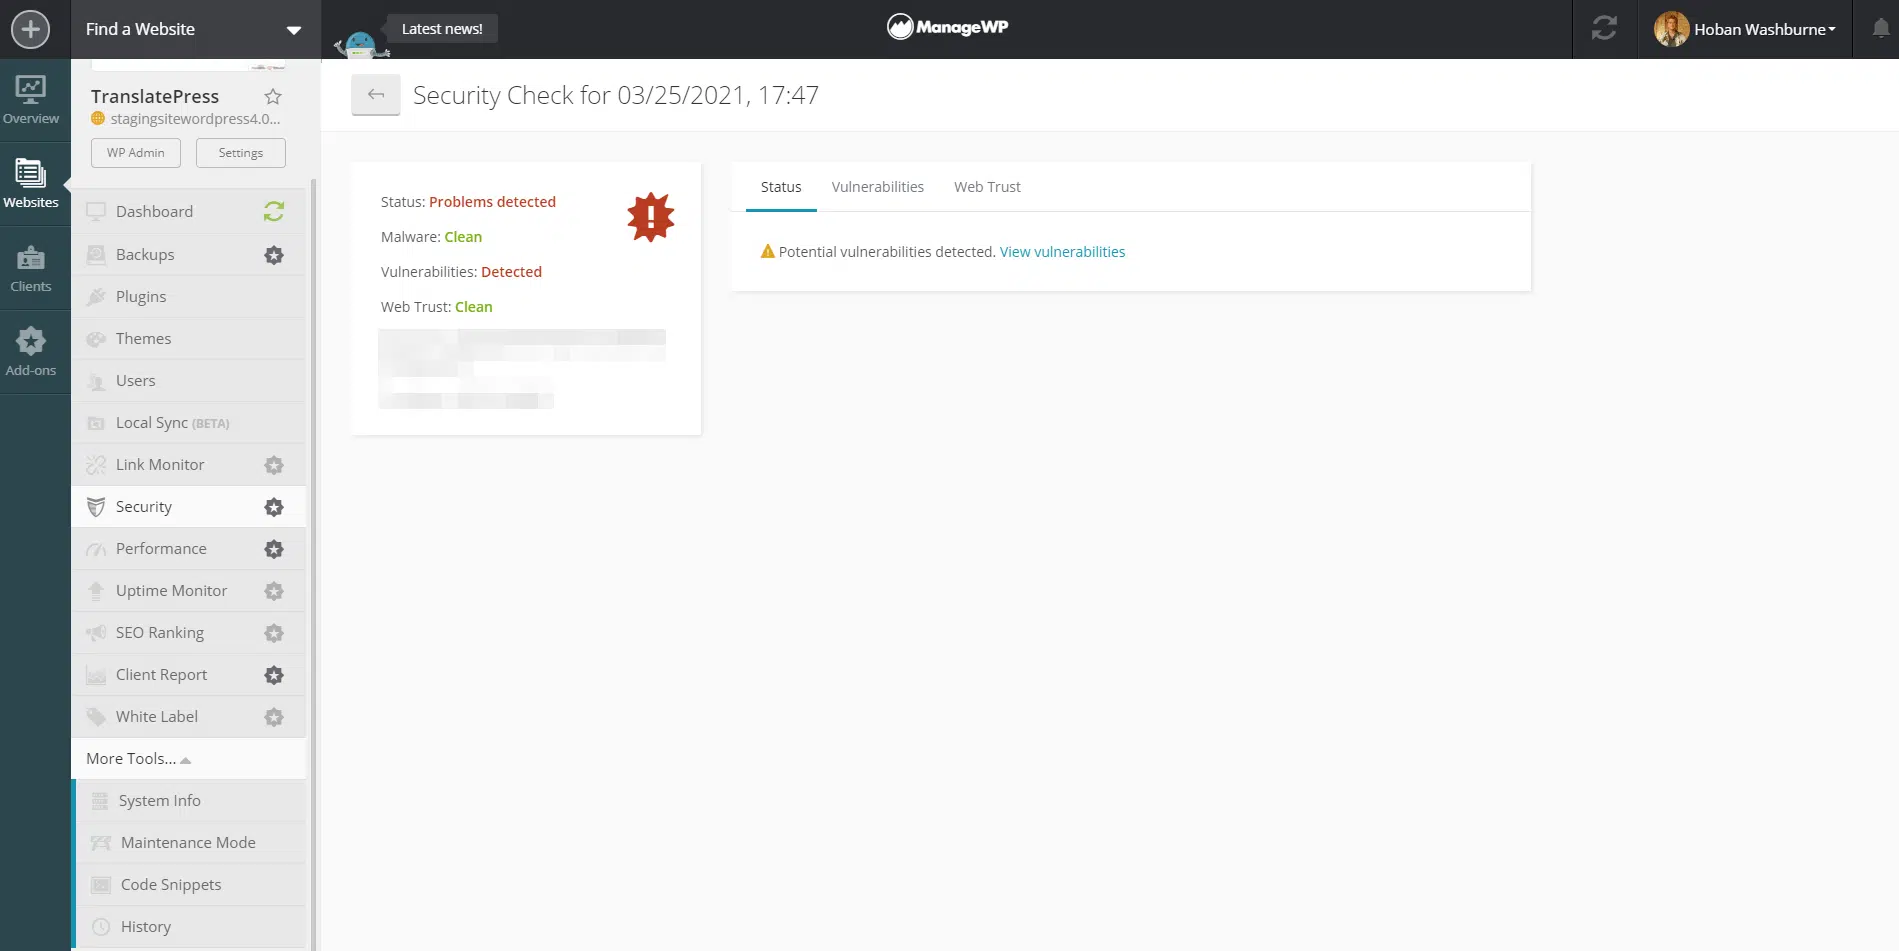 Find a Website
Latest news!
ManageWP
Hoban Washburne
Overview
Websites
Clients
Add-ons
TranslatePress
stagingsitewordpress4.0...
WP Admin
Settings
Dashboard
Backups
Plugins
Themes
Users
Local Sync (BETA)
Link Monitor
Security
Performance
Uptime Monitor
SEO Ranking
Client Report
White Label
More Tools...
System Info
Maintenance Mode
Code Snippets
History
Security Check for 03/25/2021, 17:47
Status: Problems detected
Malware: Clean
Vulnerabilities: Detected
Web Trust: Clean
Status Vulnerabilities Web Trust
Potential vulnerabilities detected. View vulnerabilities